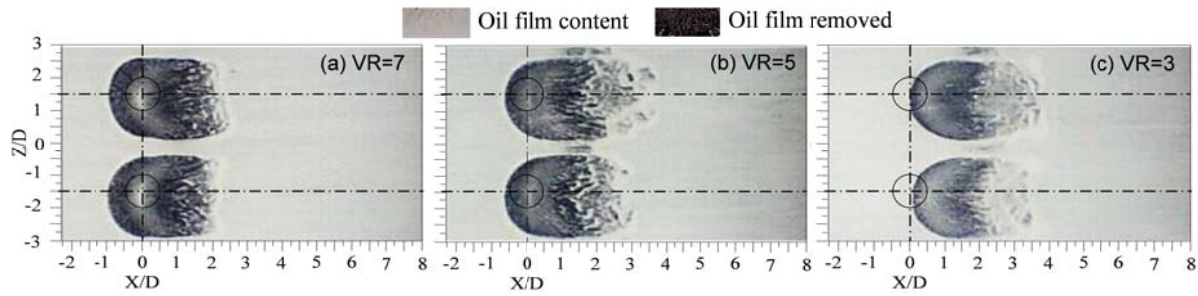 Oil film content Oil film removed
(a) VR=7 (b) VR=5 (c) VR=3
3
2
1
0
-1
-2
-3
Z/D
-2 -1 0 1 2 3 4 5 6 7 8 -2 -1 0 1 2 3 4 5 6 7 8 -2 -1 0 1 2 3 4 5 6 7 8
X/D X/D X/D